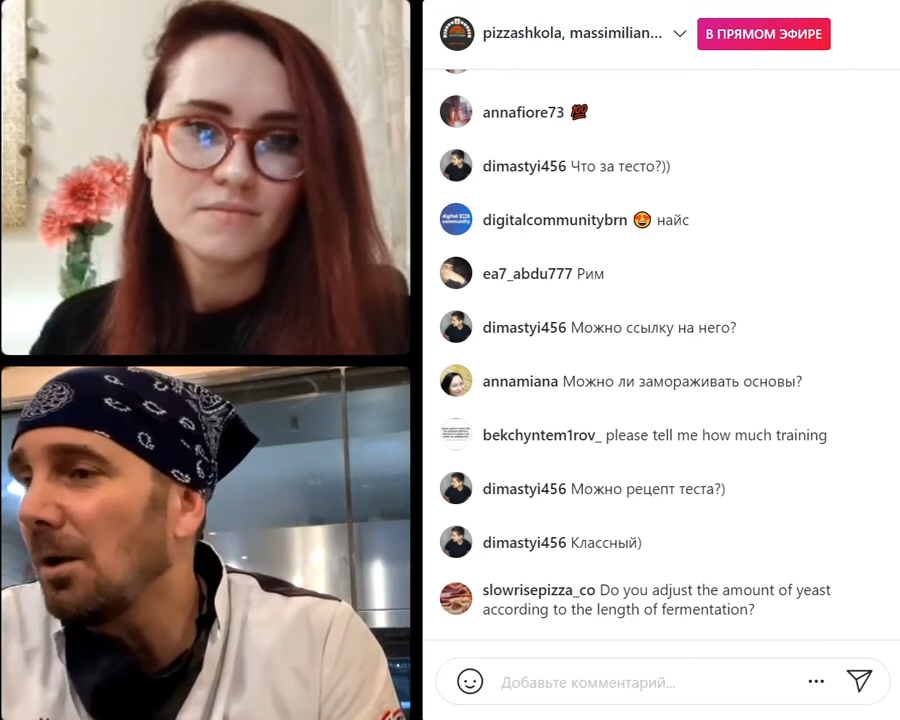 pizzashkola, massimilian...
В ПРЯМОМ ЭФИРЕ
annafiore73 💯
dimastyi456 Что за тесто?))
digitalcommunitybrn 🤩 найс
ea7_abdu777 Рим
dimastyi456 Можно ссылку на него?
annamiana Можно ли замораживать основы?
bekchyntem1rov_ please tell me how much training
dimastyi456 Можно рецепт теста?)
dimastyi456 Классный)
slowrisepizza_co Do you adjust the amount of yeast
according to the length of fermentation?
Добавьте комментарий...